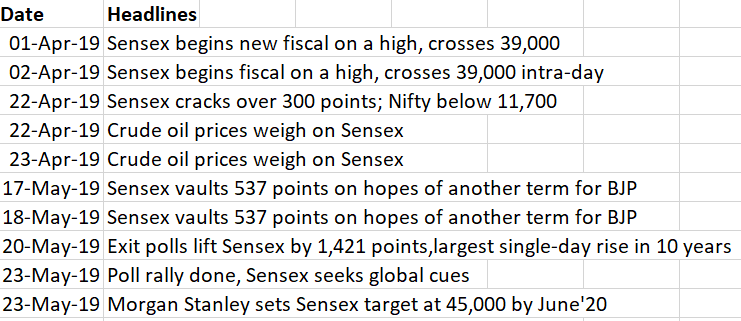 Date Headlines
01-Apr-19 Sensex begins new fiscal on a high, crosses 39,000
02-Apr-19 Sensex begins fiscal on a high, crosses 39,000 intra-day
22-Apr-19 Sensex cracks over 300 points; Nifty below 11,700
22-Apr-19 Crude oil prices weigh on Sensex
23-Apr-19 Crude oil prices weigh on Sensex
17-May-19 Sensex vaults 537 points on hopes of another term for BJP
18-May-19 Sensex vaults 537 points on hopes of another term for BJP
20-May-19 Exit polls lift Sensex by 1,421 points,largest single-day rise in 10 years
23-May-19 Poll rally done, Sensex seeks global cues
23-May-19 Morgan Stanley sets Sensex target at 45,000 by June'20